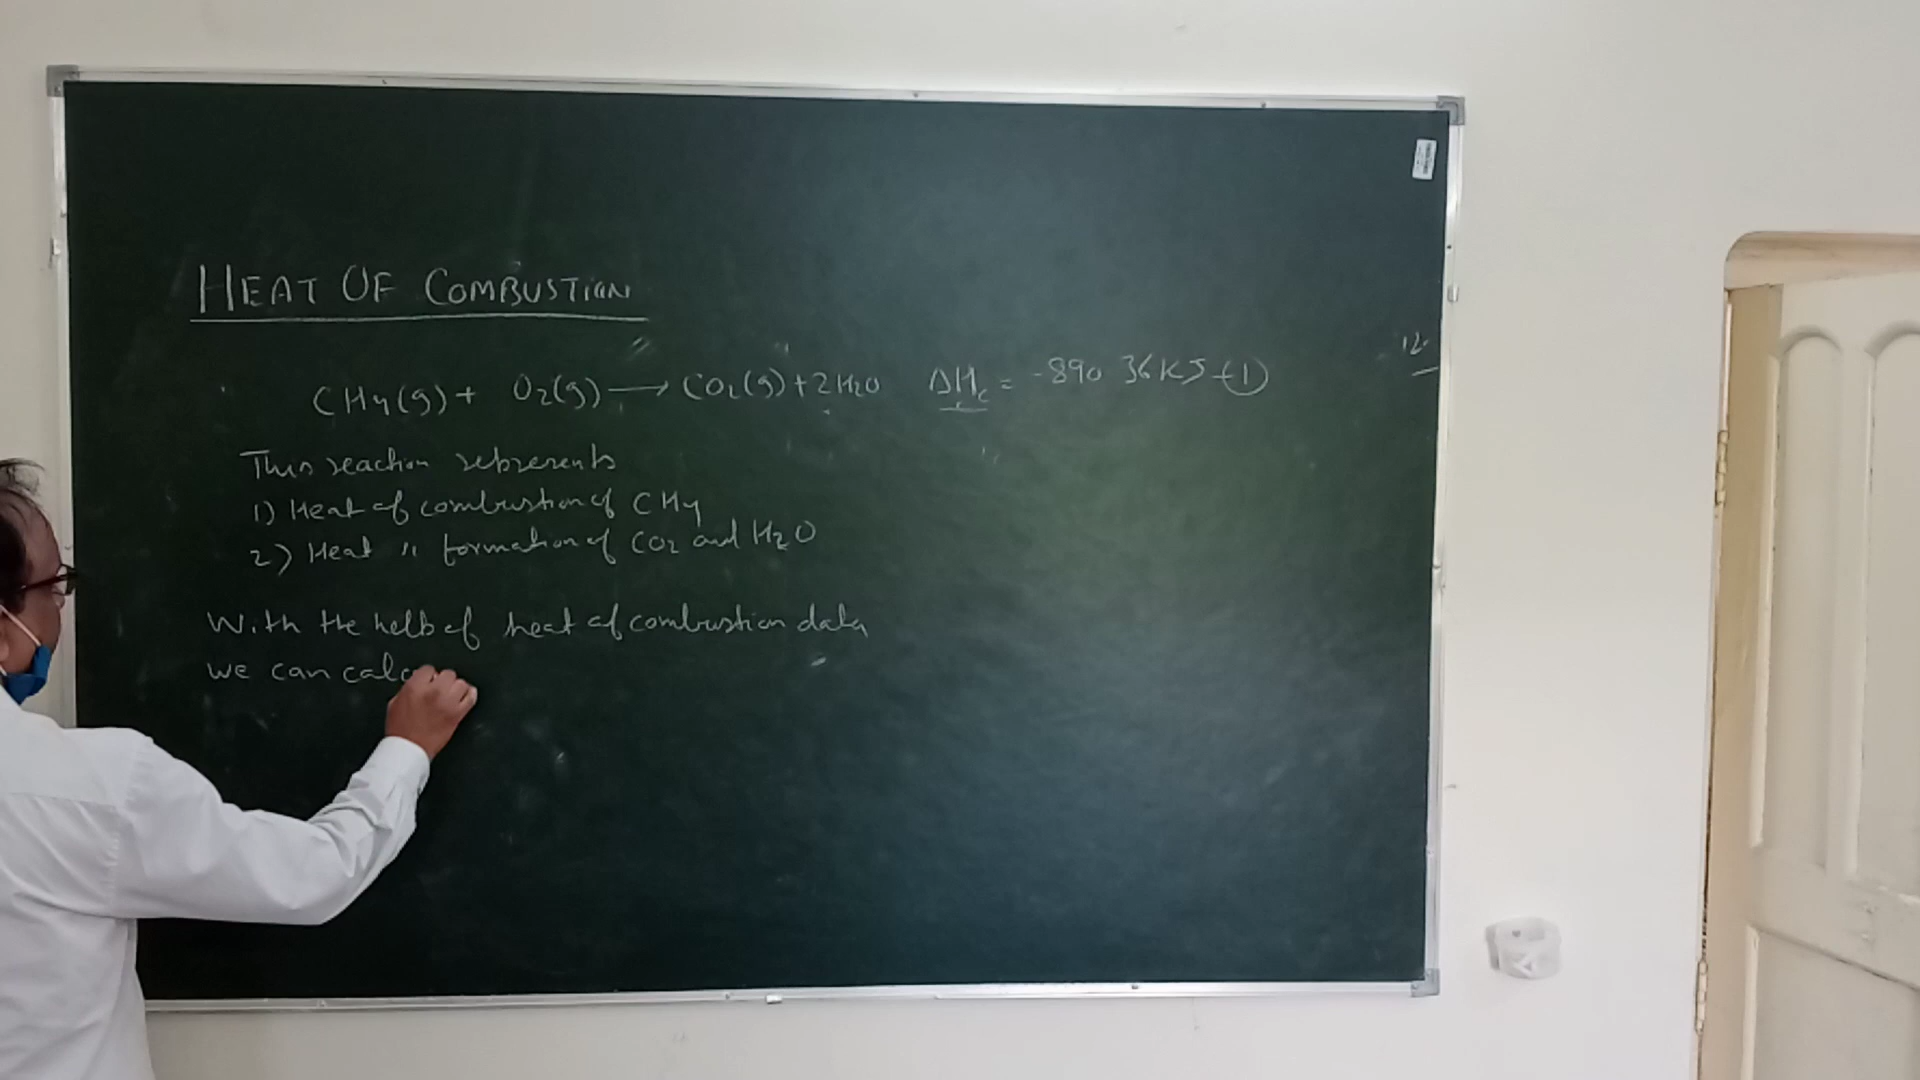 HEAT OF COMBUSTION
12
CH4(g) + O2(g) → CO2(g) + 2H2O ΔHc = -890 36 KJ -(1)
This reaction represents
1) Heat of combustion of CH4
2) Heat " formation of CO2 and H2O
With the help of heat of combustion data
we can calc